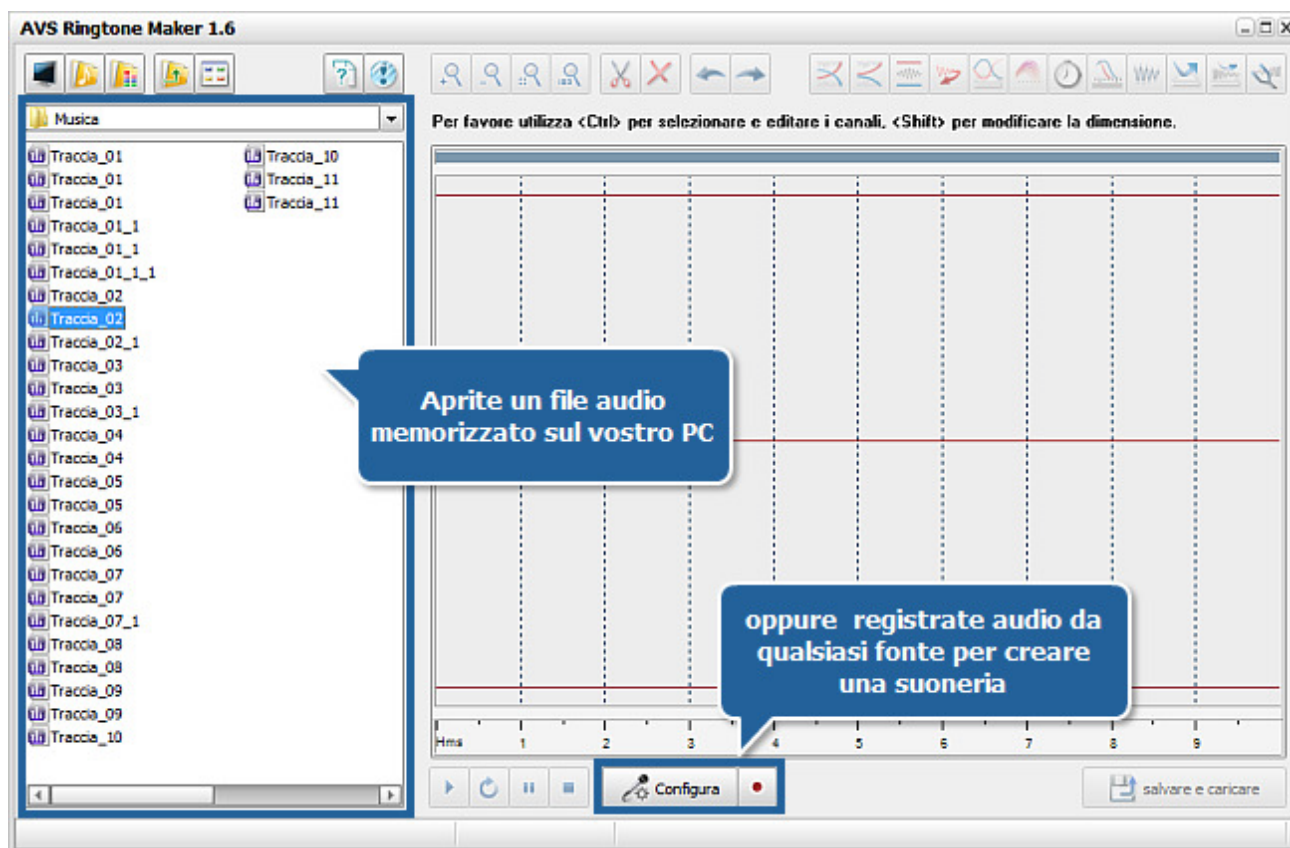 AVS Ringtone Maker 1.6
Musica
Per favore utilizza <Ctrl> per selezionare e editare i canali, <Shift> per modificare la dimensione.
Traccia_01
Traccia_01
Traccia_01
Traccia_01_1
Traccia_01_1
Traccia_01_1_1
Traccia_02
Traccia_02
Traccia_02_1
Traccia_03
Traccia_03
Traccia_03_1
Traccia_04
Traccia_04
Traccia_05
Traccia_05
Traccia_06
Traccia_06
Traccia_07
Traccia_07
Traccia_07_1
Traccia_08
Traccia_08
Traccia_09
Traccia_09
Traccia_10
Traccia_10
Traccia_11
Traccia_11
Aprite un file audio
memorizzato sul vostro PC
oppure registrate audio da
qualsiasi fonte per creare
una suoneria
Hms 1 2 3 4 5 6 7 8 9
Configura
salvare e caricare